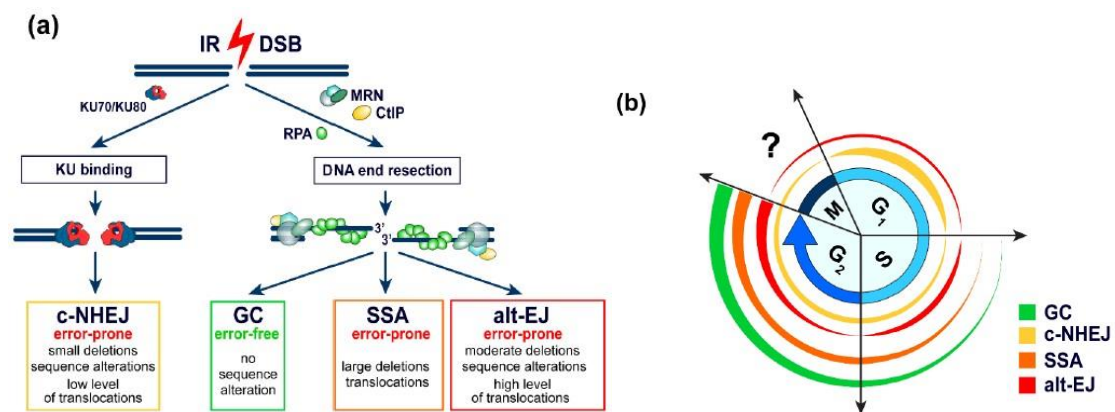 (a)
IR DSB
KU70/KU80
MRN
CtIP
RPA
KU binding
DNA end resection
3'
3'
c-NHEJ
error-prone
small deletions
sequence alterations
low level
of translocations
GC
error-free
no
sequence
alteration
SSA
error-prone
large deletions
translocations
alt-EJ
error-prone
moderate deletions
sequence alterations
high level
of translocations
(b)
?
M
G1
G2
S
GC
c-NHEJ
SSA
alt-EJ